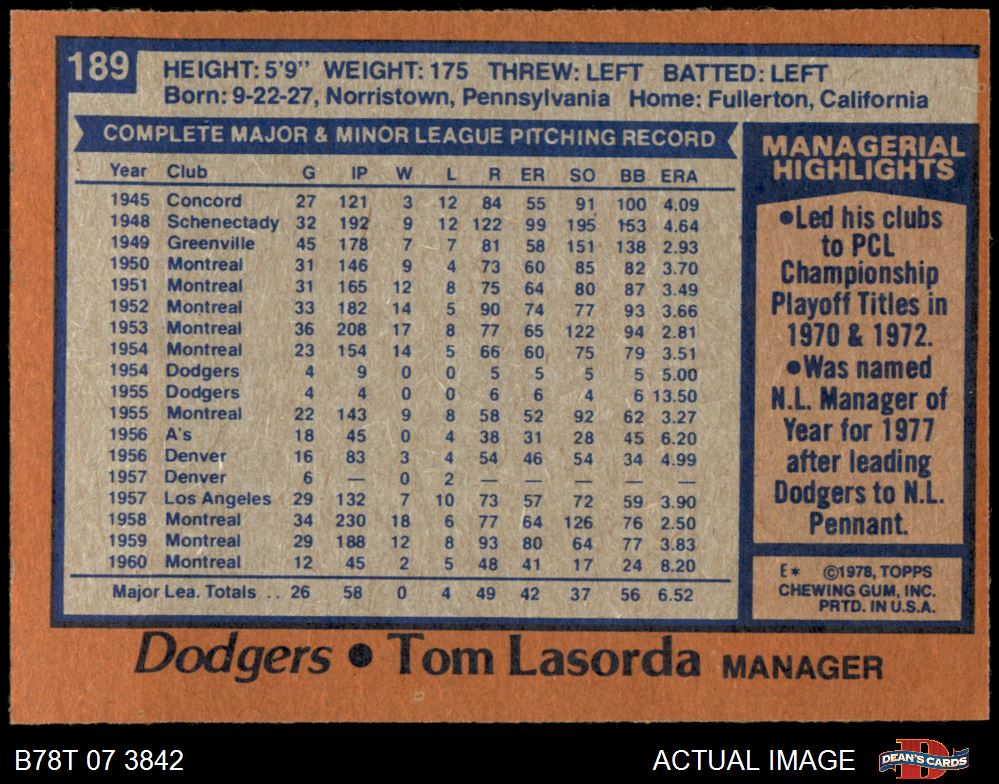 189
HEIGHT: 5'9" WEIGHT: 175 THREW: LEFT BATTED: LEFT
Born: 9-22-27, Norristown, Pennsylvania Home: Fullerton, California
COMPLETE MAJOR & MINOR LEAGUE PITCHING RECORD
Year Club G IP W L R ER SO BB ERA
1945 Concord 27 121 3 12 84 55 91 100 4.09
1948 Schenectady 32 192 9 12 122 99 195 153 4.64
1949 Greenville 45 178 7 7 81 58 151 138 2.93
1950 Montreal 31 146 9 4 73 60 85 82 3.70
1951 Montreal 31 165 12 8 75 64 80 87 3.49
1952 Montreal 33 182 14 5 90 74 77 93 3.66
1953 Montreal 36 208 17 8 77 65 122 94 2.81
1954 Montreal 23 154 14 5 66 60 75 79 3.51
1954 Dodgers 4 9 0 0 5 5 5 5 5.00
1955 Dodgers 4 4 0 0 6 6 4 6 13.50
1955 Montreal 22 143 9 8 58 52 92 62 3.27
1956 A's 18 45 0 4 38 31 28 45 6.20
1956 Denver 16 83 3 4 54 46 54 34 4.99
1957 Denver 6 — 0 2 — — — — —
1957 Los Angeles 29 132 7 10 73 57 72 59 3.90
1958 Montreal 34 230 18 6 77 64 126 76 2.50
1959 Montreal 29 188 12 8 93 80 64 77 3.83
1960 Montreal 12 45 2 5 48 41 17 24 8.20
Major Lea. Totals .. 26 58 0 4 49 42 37 56 6.52
MANAGERIAL
HIGHLIGHTS
•Led his clubs
to PCL
Championship
Playoff Titles in
1970 & 1972.
•Was named
N.L. Manager of
Year for 1977
after leading
Dodgers to N.L.
Pennant.
E* ©1978, TOPPS
CHEWING GUM, INC.
PRTD. IN U.S.A.
Dodgers • Tom Lasorda MANAGER
B78T 07 3842
ACTUAL IMAGE
D
DEAN'S CARDS